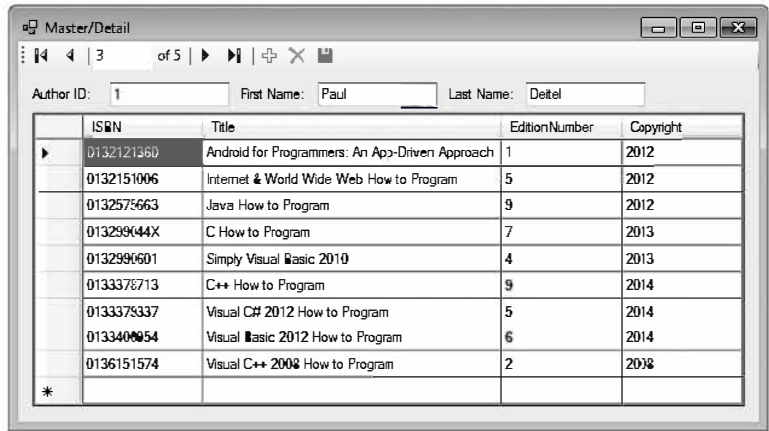 Master/Detail
3 of 5
Author ID: 1 First Name: Paul Last Name: Deitel
ISBN Title EditionNumber Copyright
0132121360 Android for Programmers: An App-Driven Approach 1 2012
0132151006 Internet & World Wide Web How to Program 5 2012
0132575663 Java How to Program 9 2012
013299044X C How to Program 7 2013
0132990601 Simply Visual Basic 2010 4 2013
0133378713 C++ How to Program 9 2014
0133379337 Visual C# 2012 How to Program 5 2014
0133406954 Visual Basic 2012 How to Program 6 2014
0136151574 Visual C++ 2008 How to Program 2 2008